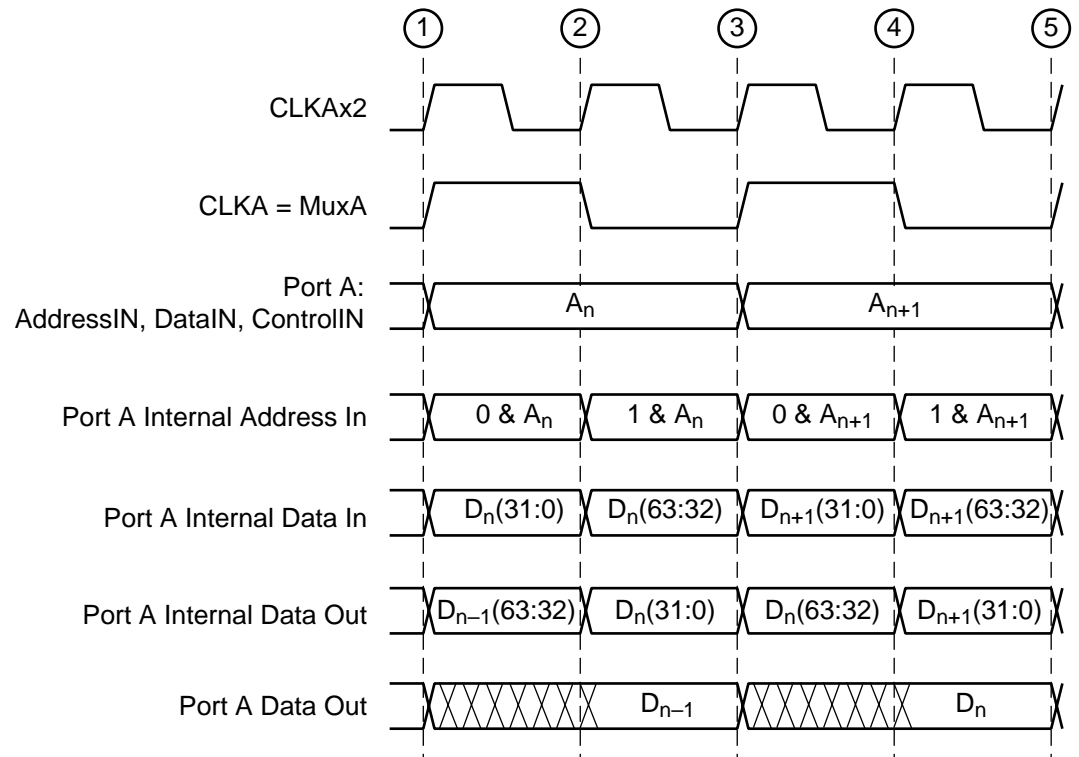 1 2 3 4 5
CLKAx2
CLKA = MuxA
Port A:
AddressIN, DataIN, ControlIN
Aₙ Aₙ₊₁
Port A Internal Address In
0 & Aₙ 1 & Aₙ 0 & Aₙ₊₁ 1 & Aₙ₊₁
Port A Internal Data In
Dₙ(31:0) Dₙ(63:32) Dₙ₊₁(31:0) Dₙ₊₁(63:32)
Port A Internal Data Out
Dₙ₋₁(63:32) Dₙ(31:0) Dₙ(63:32) Dₙ₊₁(31:0)
Port A Data Out
Dₙ₋₁ Dₙ